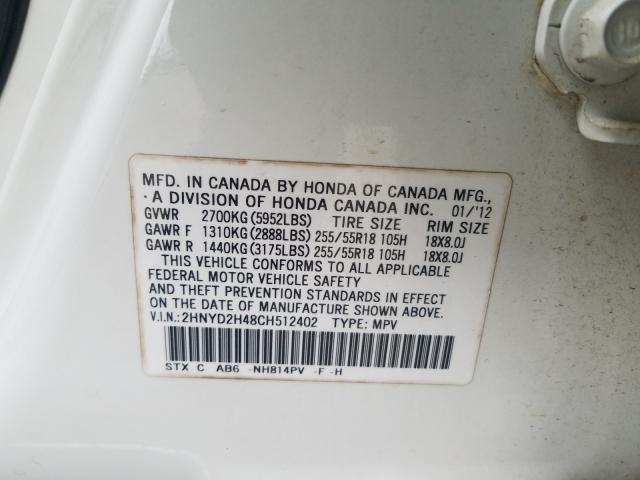 MFD. IN CANADA BY HONDA OF CANADA MFG.,
A DIVISION OF HONDA CANADA INC. 01/'12
GVWR 2700KG(5952LBS) TIRE SIZE RIM SIZE
GAWR F 1310KG(2888LBS) 255/55R18 105H 18X8.0J
GAWR R 1440KG(3175LBS) 255/55R18 105H 18X8.0J
THIS VEHICLE CONFORMS TO ALL APPLICABLE
FEDERAL MOTOR VEHICLE SAFETY
AND THEFT PREVENTION STANDARDS IN EFFECT
ON THE DATE OF MANUFACTURE SHOWN ABOVE.
V.I.N.: 2HNYD2H48CH512402 TYPE: MPV
STX C AB6 -NH814PV -F -H